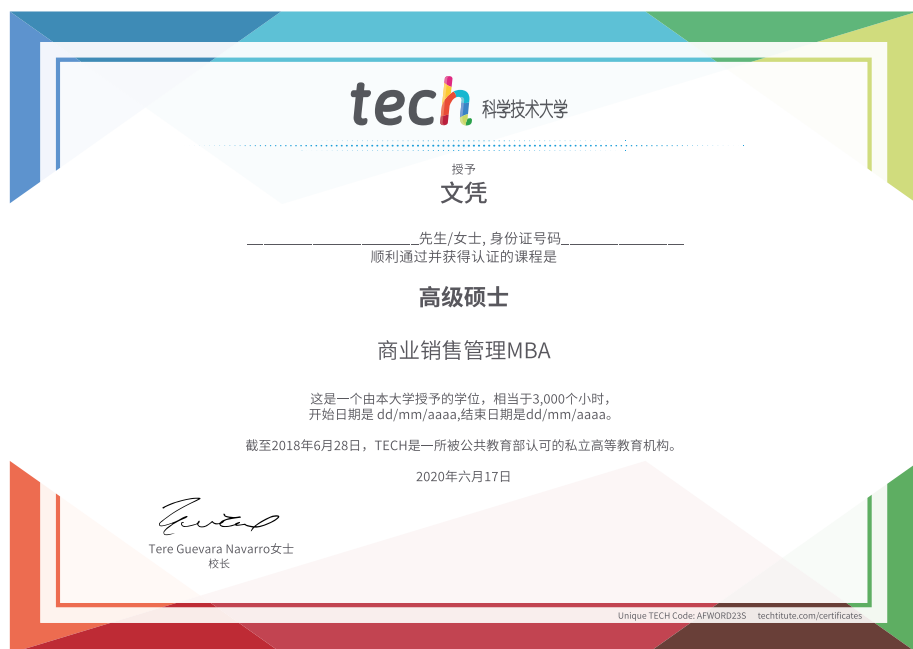 tech 科学技术大学
授予
文凭
_____________________先生/女士, 身份证号码_______________
顺利通过并获得认证的课程是
高级硕士
商业销售管理MBA
这是一个由本大学授予的学位，相当于3,000个小时，
开始日期是 dd/mm/aaaa,结束日期是dd/mm/aaaa。
截至2018年6月28日，TECH是一所被公共教育部认可的私立高等教育机构。
2020年六月17日
Tere Guevara Navarro女士
校长
Unique TECH Code: AFWORD23S techtitute.com/certificates